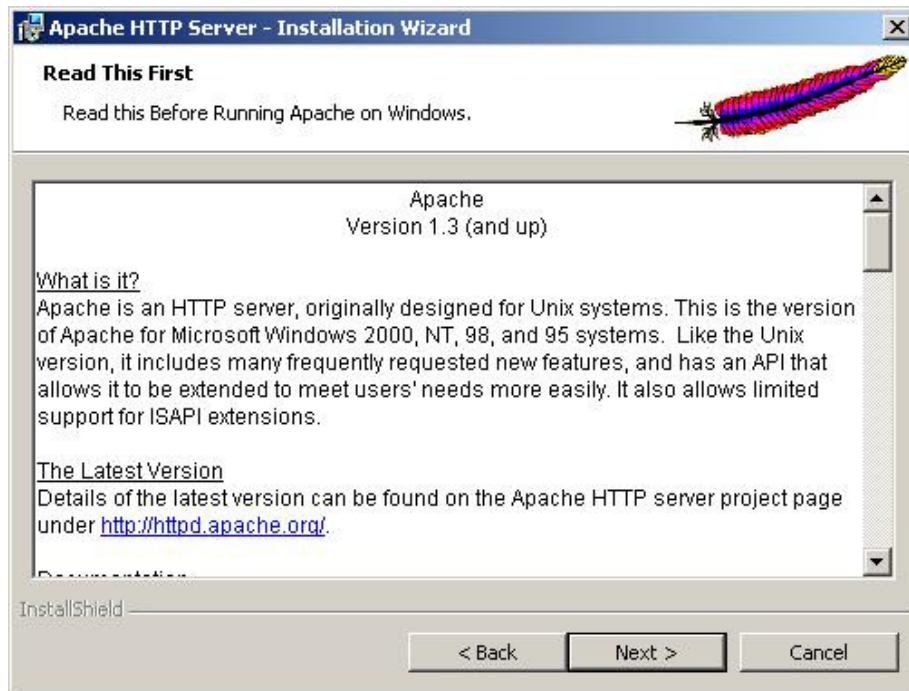 Apache HTTP Server - Installation Wizard
Read This First
Read this Before Running Apache on Windows.
Apache
Version 1.3 (and up)
What is it?
Apache is an HTTP server, originally designed for Unix systems. This is the version
of Apache for Microsoft Windows 2000, NT, 98, and 95 systems. Like the Unix
version, it includes many frequently requested new features, and has an API that
allows it to be extended to meet users' needs more easily. It also allows limited
support for ISAPI extensions.
The Latest Version
Details of the latest version can be found on the Apache HTTP server project page
under http://httpd.apache.org/.
Documentation
InstallShield
< Back
Next >
Cancel